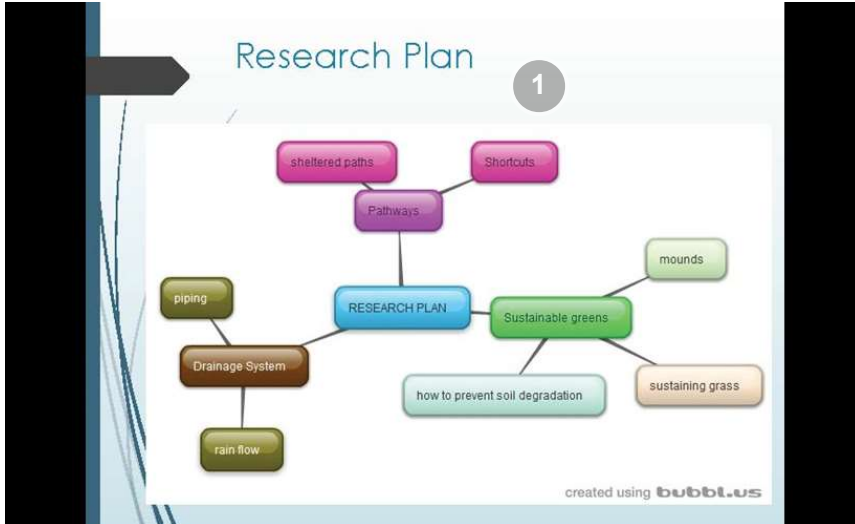 Research Plan
1
sheltered paths
Shortcuts
Pathways
mounds
piping
RESEARCH PLAN
Sustainable greens
Drainage System
how to prevent soil degradation
sustaining grass
rain flow
created using bubbl.us